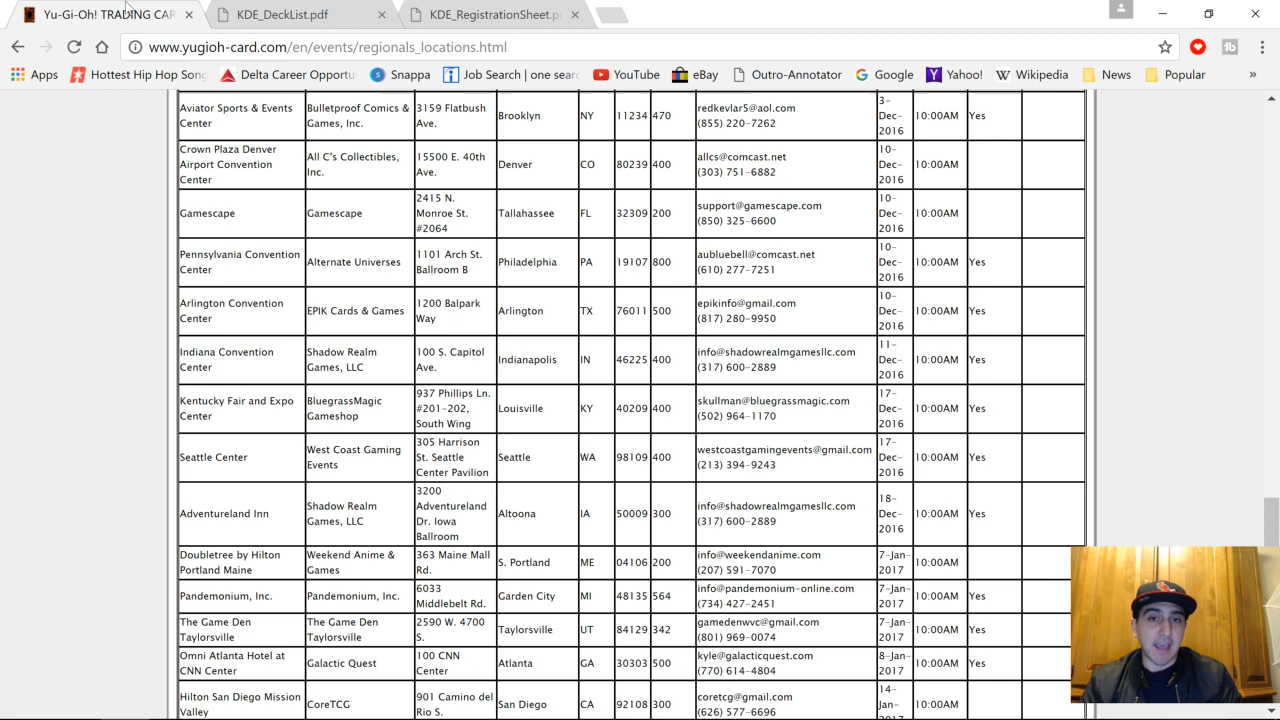 Yu-Gi-Oh! TRADING CAR
KDE_DeckList.pdf
KDE_RegistrationSheet.p
www.yugioh-card.com/en/events/regionals_locations.html
Apps Hottest Hip Hop Song Delta Career Opportu Snappa Job Search | one sear YouTube eBay Outro-Annotator Google Yahoo! Wikipedia News Popular »
Aviator Sports & Events Center
Bulletproof Comics & Games, Inc.
3159 Flatbush Ave.
Brooklyn NY 11234 470
redkevlar5@aol.com
(855) 220-7262
3-Dec-2016 10:00AM Yes
Crown Plaza Denver Airport Convention Center
All C's Collectibles, Inc.
15500 E. 40th Ave.
Denver CO 80239 400
allcs@comcast.net
(303) 751-6882
10-Dec-2016 10:00AM
Gamescape
Gamescape
2415 N. Monroe St. #2064
Tallahassee FL 32309 200
support@gamescape.com
(850) 325-6600
10-Dec-2016 10:00AM
Pennsylvania Convention Center
Alternate Universes
1101 Arch St. Ballroom B
Philadelphia PA 19107 800
aubluebell@comcast.net
(610) 277-7251
10-Dec-2016 10:00AM Yes
Arlington Convention Center
EPIK Cards & Games
1200 Balpark Way
Arlington TX 76011 500
epikinfo@gmail.com
(817) 280-9950
10-Dec-2016 10:00AM Yes
Indiana Convention Center
Shadow Realm Games, LLC
100 S. Capitol Ave.
Indianapolis IN 46225 400
info@shadowrealmgamesllc.com
(317) 600-2889
11-Dec-2016 10:00AM Yes
Kentucky Fair and Expo Center
BluegrassMagic Gameshop
937 Phillips Ln. #201-202, South Wing
Louisville KY 40209 400
skullman@bluegrassmagic.com
(502) 964-1170
17-Dec-2016 10:00AM Yes
Seattle Center
West Coast Gaming Events
305 Harrison St. Seattle Center Pavilion
Seattle WA 98109 400
westcoastgamingevents@gmail.com
(213) 394-9243
17-Dec-2016 10:00AM Yes
Adventureland Inn
Shadow Realm Games, LLC
3200 Adventureland Dr. Iowa Ballroom
Altoona IA 50009 300
info@shadowrealmgamesllc.com
(317) 600-2889
18-Dec-2016 10:00AM Yes
Doubletree by Hilton Portland Maine
Weekend Anime & Games
363 Maine Mall Rd.
S. Portland ME 04106 200
info@weekendanime.com
(207) 591-7070
7-Jan-2017 10:00AM
Pandemonium, Inc.
Pandemonium, Inc.
6033 Middlebelt Rd.
Garden City MI 48135 564
info@pandemonium-online.com
(734) 427-2451
7-Jan-2017 10:00AM Yes
The Game Den Taylorsville
The Game Den Taylorsville
2590 W. 4700 S.
Taylorsville UT 84129 342
gamedenwvc@gmail.com
(801) 969-0074
7-Jan-2017 10:00AM Yes
Omni Atlanta Hotel at CNN Center
Galactic Quest
100 CNN Center
Atlanta GA 30303 500
kyle@galacticquest.com
(770) 614-4804
8-Jan-2017 10:00AM Yes
Hilton San Diego Mission Valley
CoreTCG
901 Camino del Rio S.
San Diego CA 92108 300
coretcg@gmail.com
(626) 577-6696
14-Jan-2017 10:00AM Yes